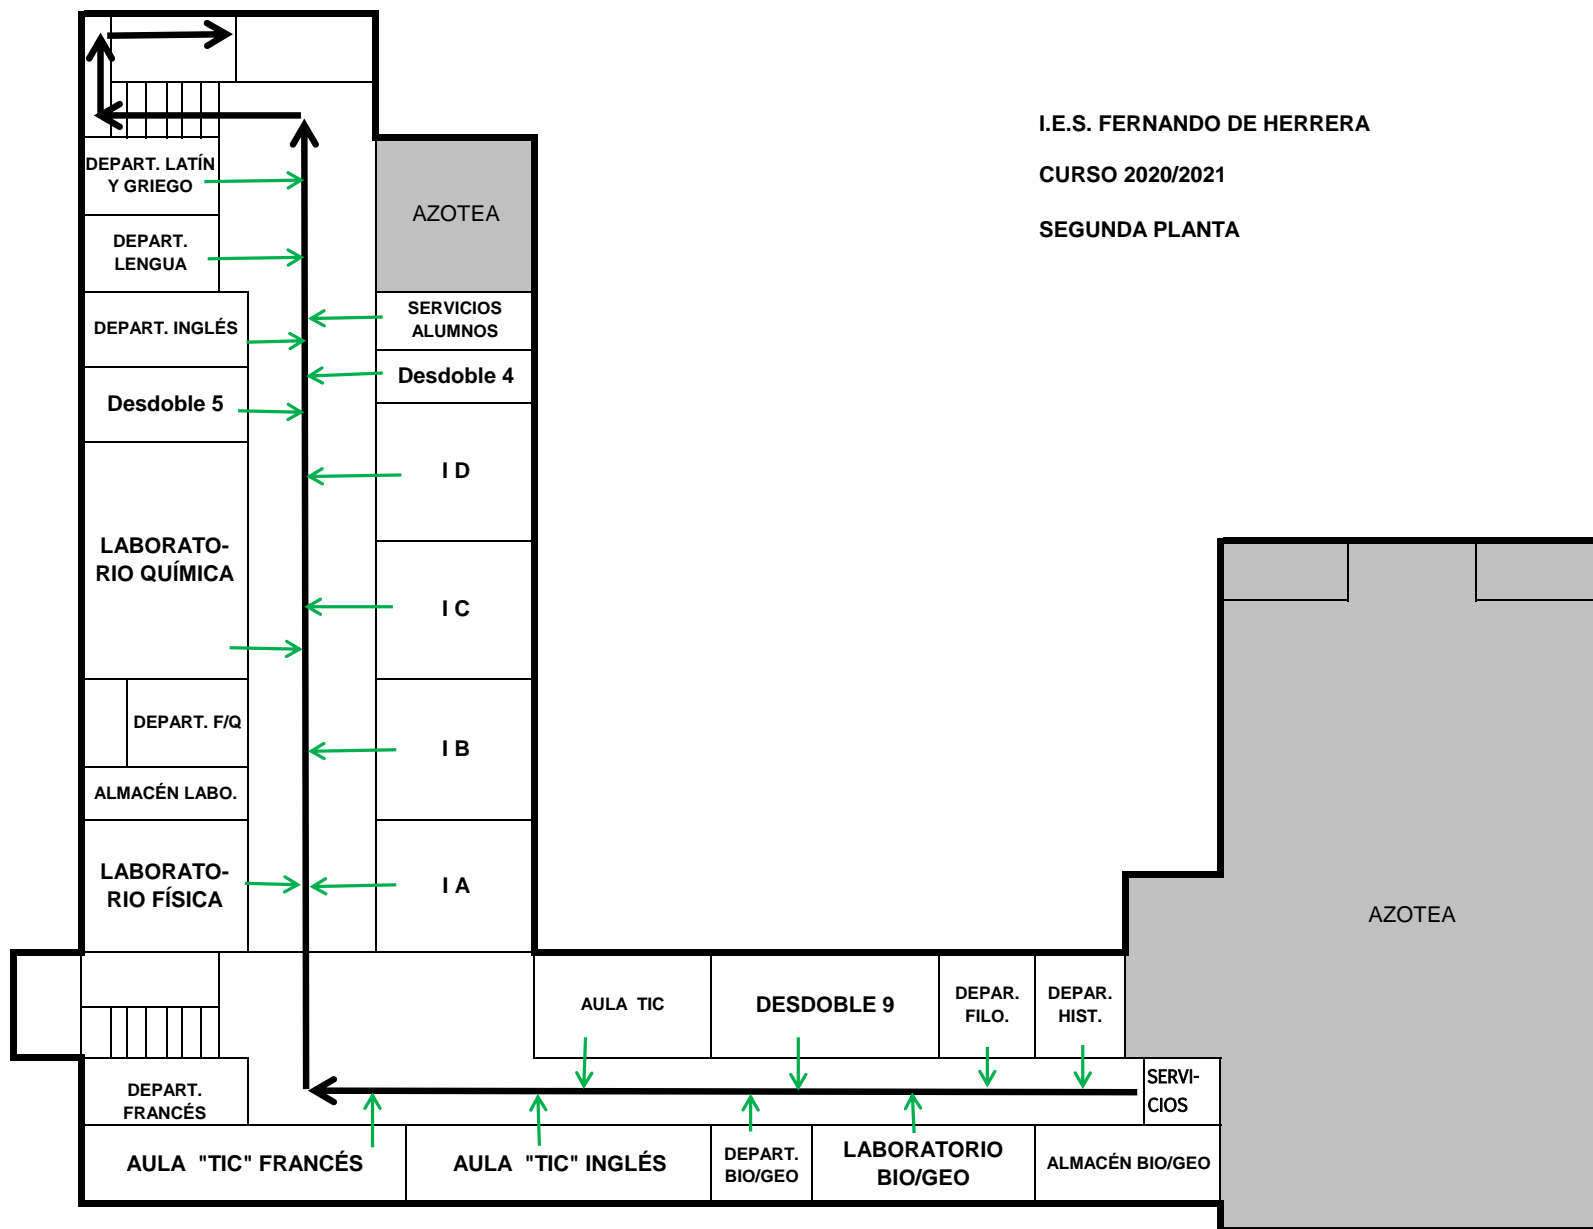 I.E.S. FERNANDO DE HERRERA
CURSO 2020/2021
SEGUNDA PLANTA
DEPART. LATÍN
Y GRIEGO
AZOTEA
DEPART.
LENGUA
DEPART. INGLÉS
SERVICIOS
ALUMNOS
Desdoble 4
Desdoble 5
I D
LABORATO-
RIO QUÍMICA
I C
DEPART. F/Q
I B
ALMACÉN LABO.
LABORATO-
RIO FÍSICA
I A
AZOTEA
AULA TIC
DESDOBLE 9
DEPAR.
FILO.
DEPAR.
HIST.
SERVI-
CIOS
DEPART.
FRANCÉS
AULA "TIC" FRANCÉS
AULA "TIC" INGLÉS
DEPART.
BIO/GEO
LABORATORIO
BIO/GEO
ALMACÉN BIO/GEO